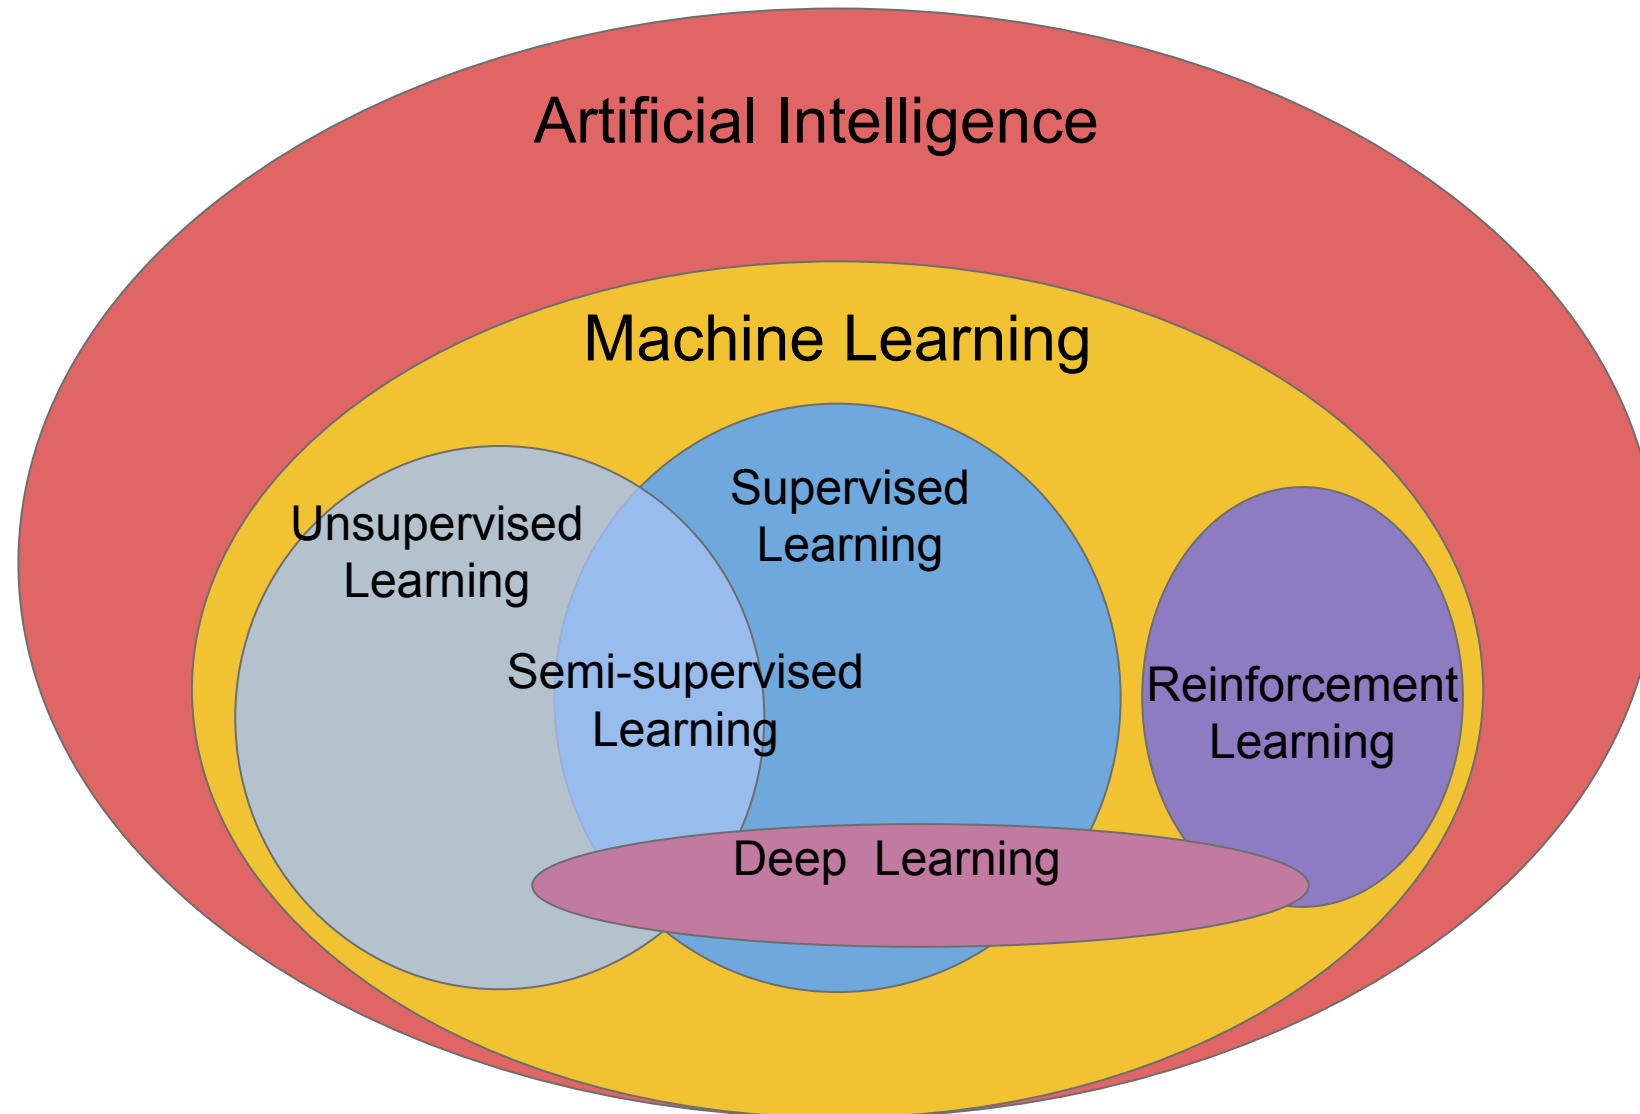 Artificial Intelligence
Machine Learning
Unsupervised
Learning
Supervised
Learning
Semi-supervised
Learning
Reinforcement
Learning
Deep  Learning